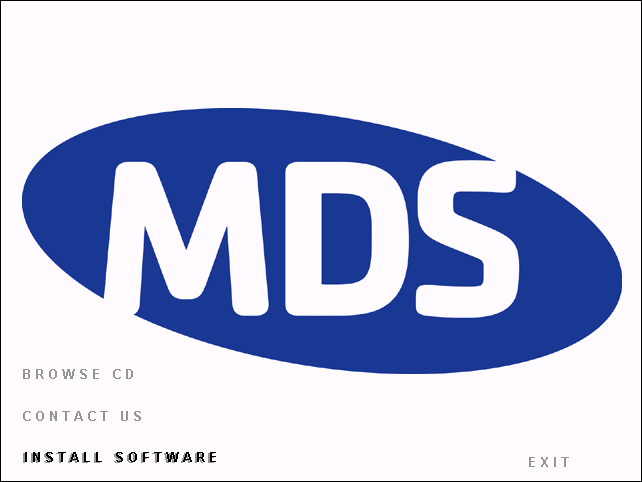 MDS
BROWSE CD
CONTACT US
INSTALL SOFTWARE
EXIT